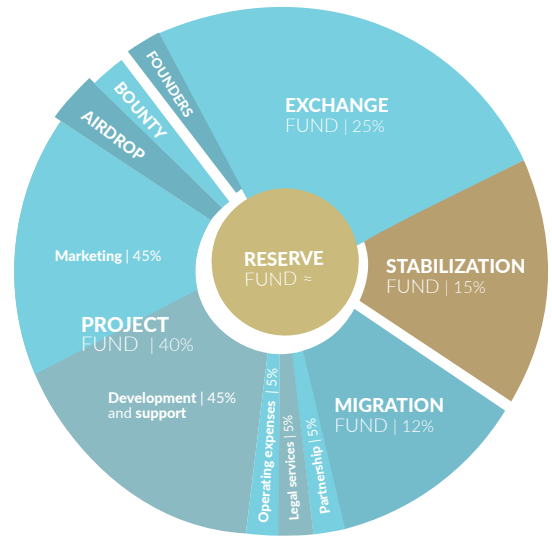 FOUNDERS
BOUNTY
AIRDROP
EXCHANGE
FUND | 25%
Marketing | 45%
RESERVE
FUND ≈
STABILIZATION
FUND | 15%
PROJECT
FUND | 40%
Development | 45%
and support
Operating expenses | 5%
Legal services | 5%
Partnership | 5%
MIGRATION
FUND | 12%